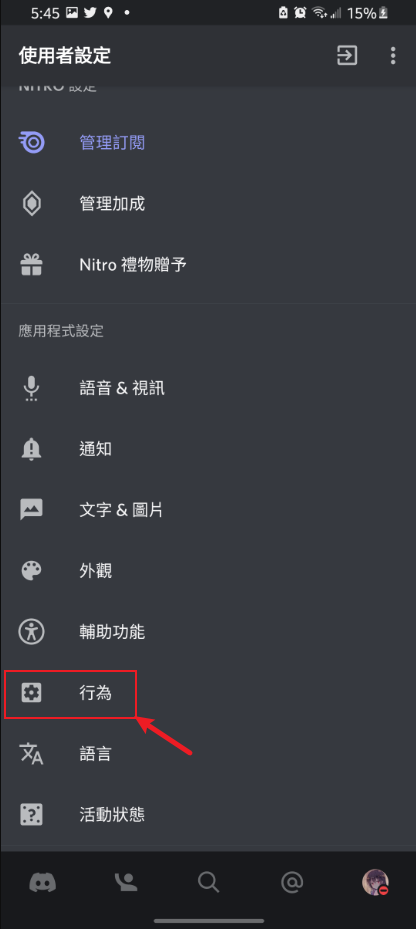 5:45
15%
使用者設定
NITRO 設定
管理訂閱
管理加成
Nitro 禮物贈予
應用程式設定
語音 & 視訊
通知
文字 & 圖片
外觀
輔助功能
行為
語言
活動狀態